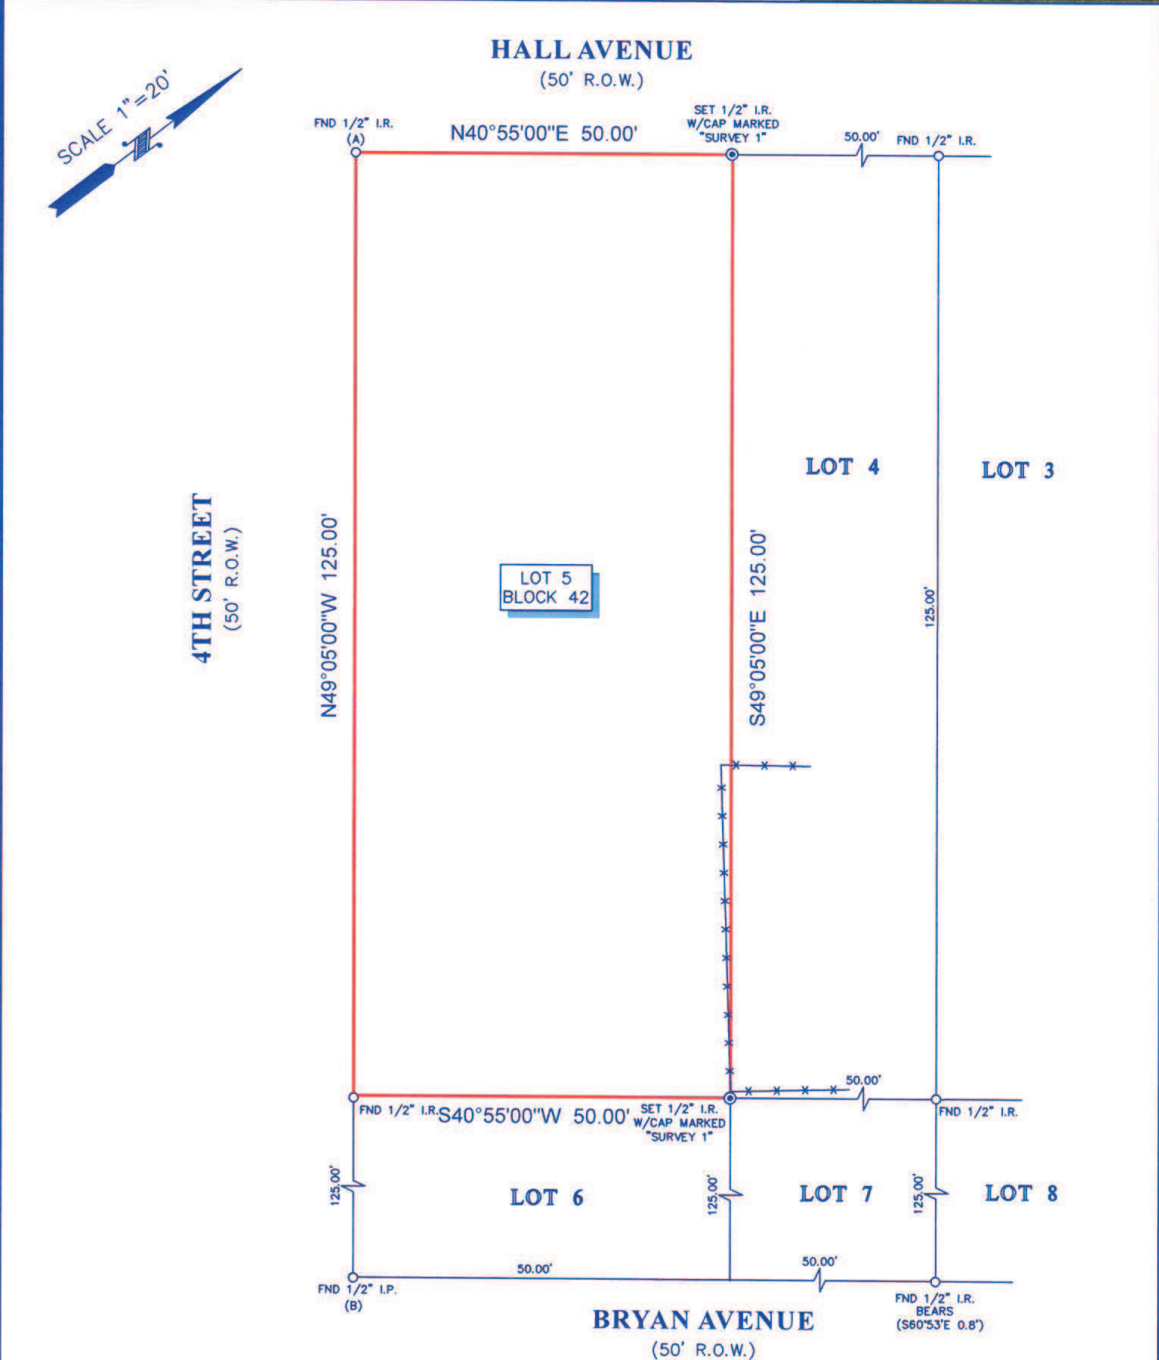 HALL AVENUE
(50' R.O.W.)
SCALE 1"=20'
FND 1/2" I.R.
(A)
N40°55'00"E 50.00'
SET 1/2" I.R.
W/CAP MARKED
"SURVEY 1"
50.00'
FND 1/2" I.R.
LOT 4
LOT 3
4TH STREET
(50' R.O.W.)
N49°05'00"W 125.00'
LOT 5
BLOCK 42
S49°05'00"E 125.00'
125.00'
50.00'
FND 1/2" I.R.
S40°55'00"W 50.00'
SET 1/2" I.R.
W/CAP MARKED
"SURVEY 1"
FND 1/2" I.R.
125.00'
LOT 6
125.00'
LOT 7
125.00'
LOT 8
50.00'
50.00'
FND 1/2" I.P.
(B)
FND 1/2" I.R.
BEARS
(S60°53'E 0.8')
BRYAN AVENUE
(50' R.O.W.)